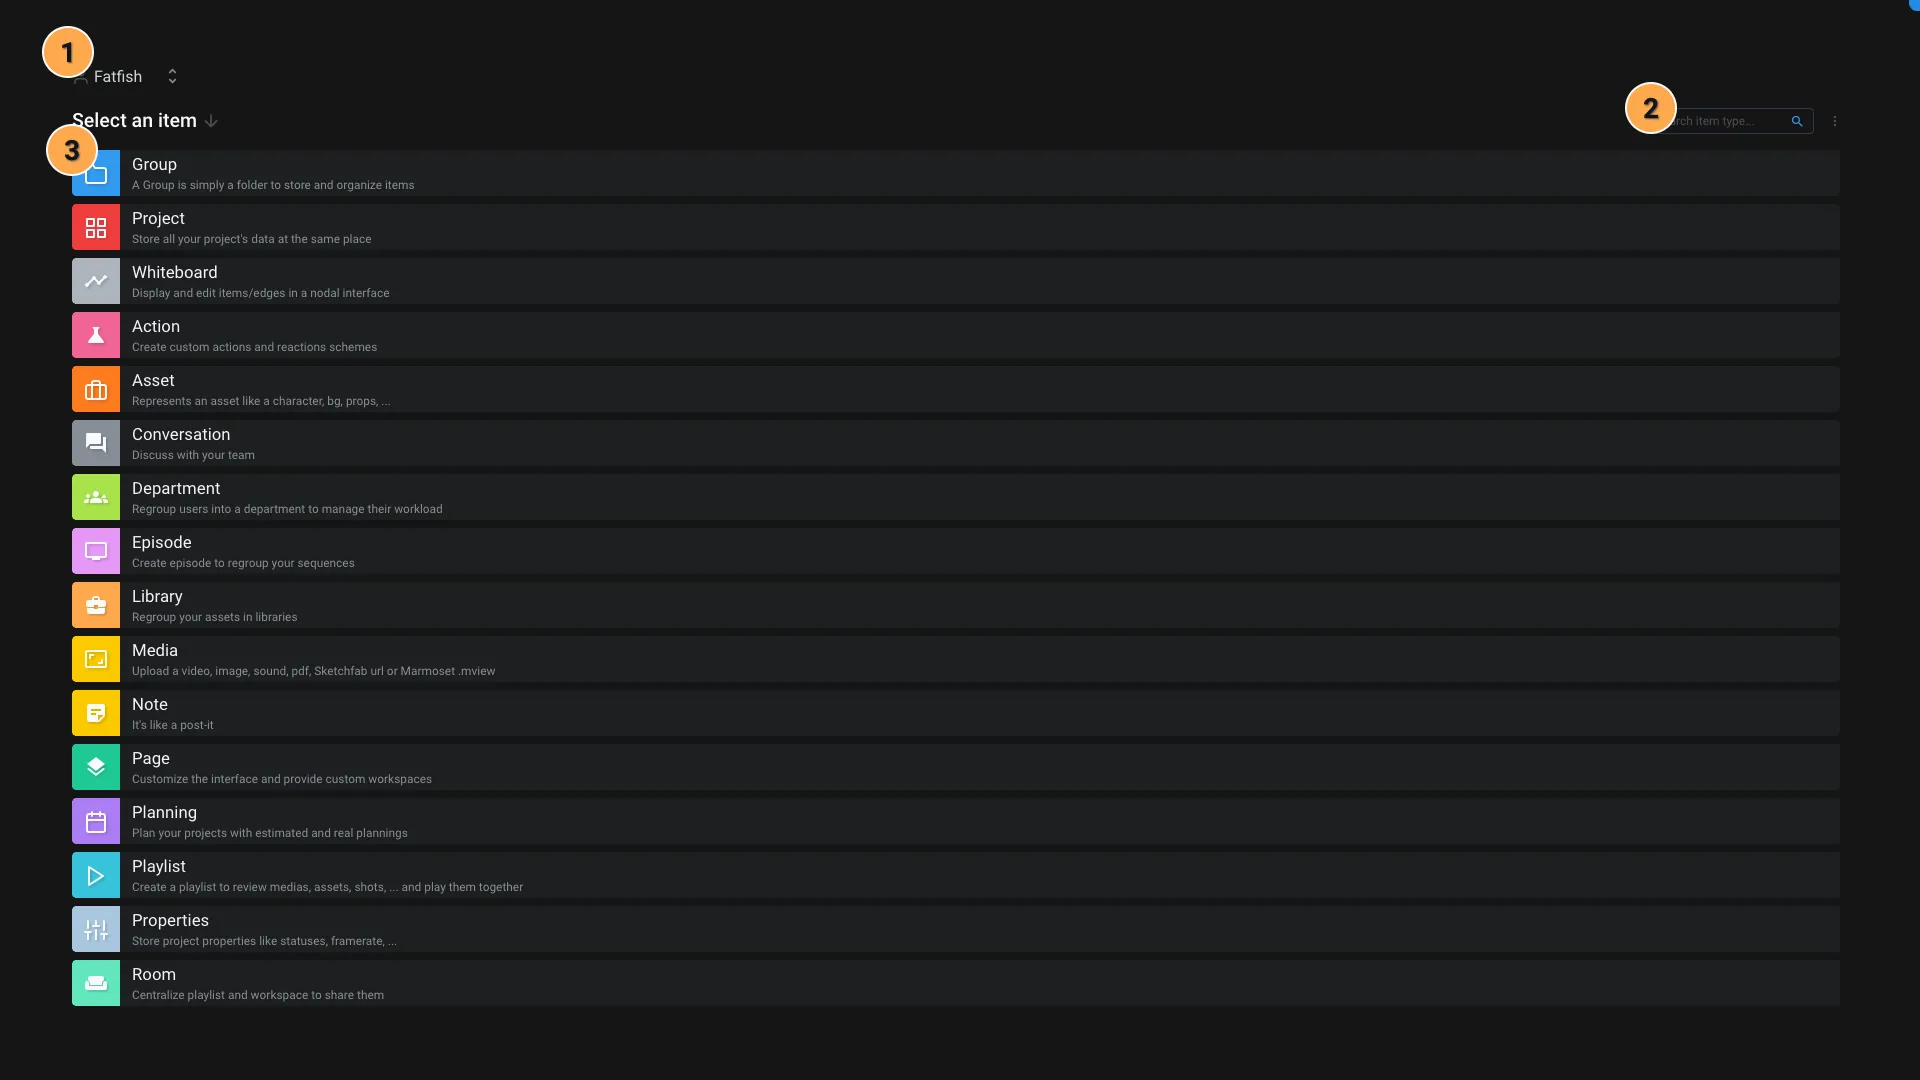 1
Fatfish
Select an item
2
rch item type...
3
Group
A Group is simply a folder to store and organize items
Project
Store all your project's data at the same place
Whiteboard
Display and edit items/edges in a nodal interface
Action
Create custom actions and reactions schemes
Asset
Represents an asset like a character, bg, props, ...
Conversation
Discuss with your team
Department
Regroup users into a department to manage their workload
Episode
Create episode to regroup your sequences
Library
Regroup your assets in libraries
Media
Upload a video, image, sound, pdf, Sketchfab url or Marmoset .mview
Note
It's like a post-it
Page
Customize the interface and provide custom workspaces
Planning
Plan your projects with estimated and real plannings
Playlist
Create a playlist to review medias, assets, shots, ... and play them together
Properties
Store project properties like statuses, framerate, ...
Room
Centralize playlist and workspace to share them